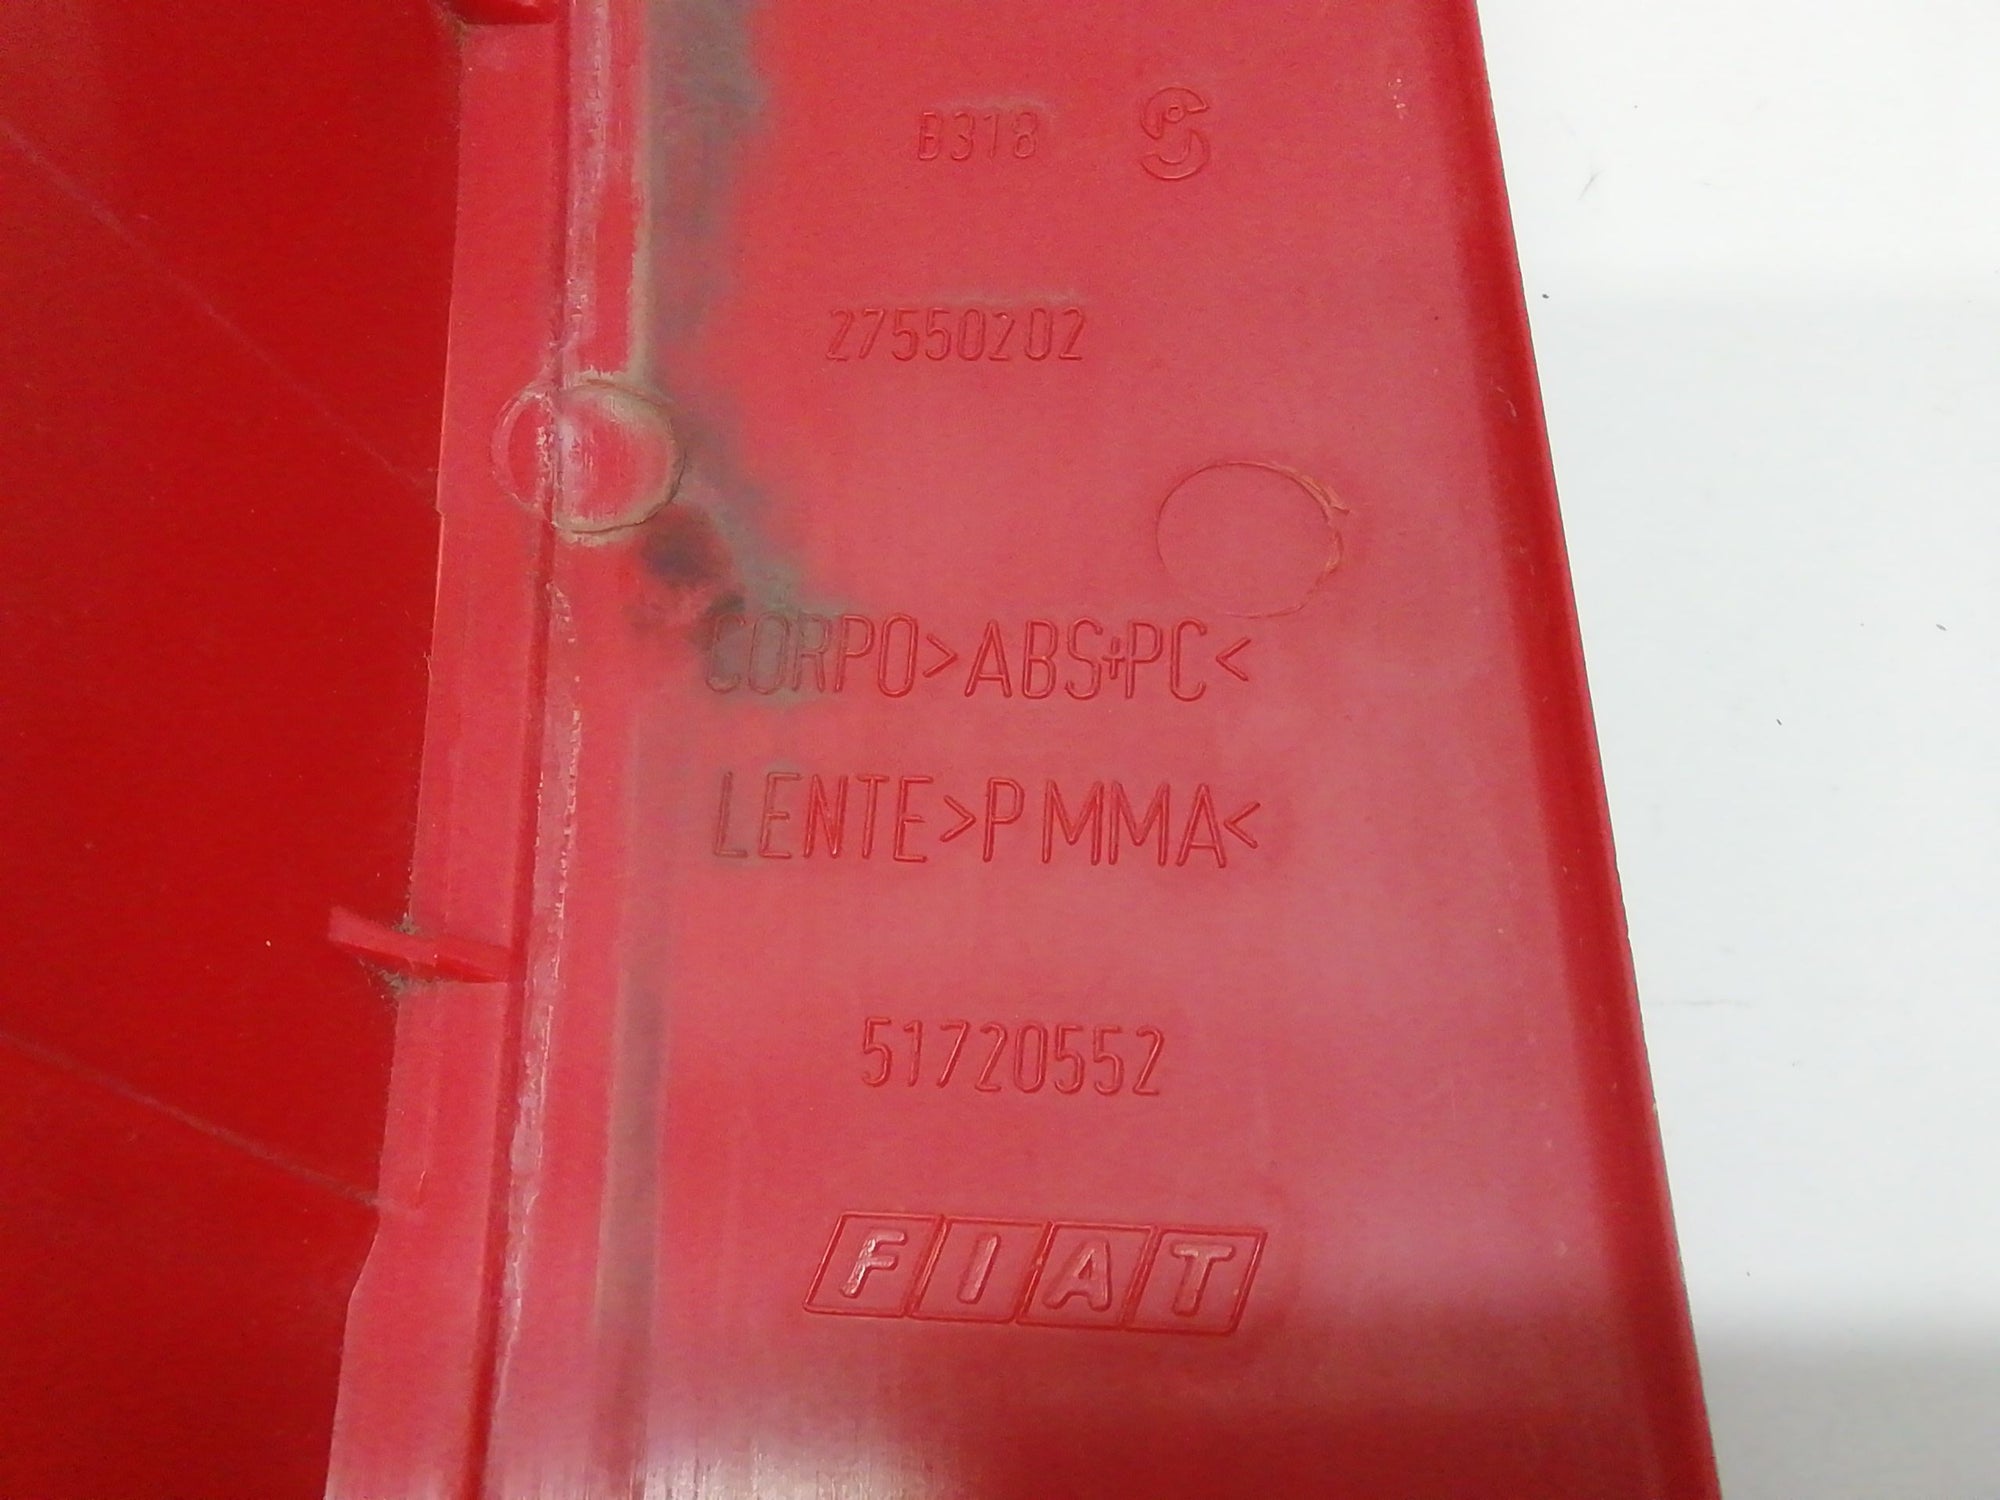 B318
27550202
CORPO>ABS+PC<
LENTE>PMMA<
51720552
FIAT